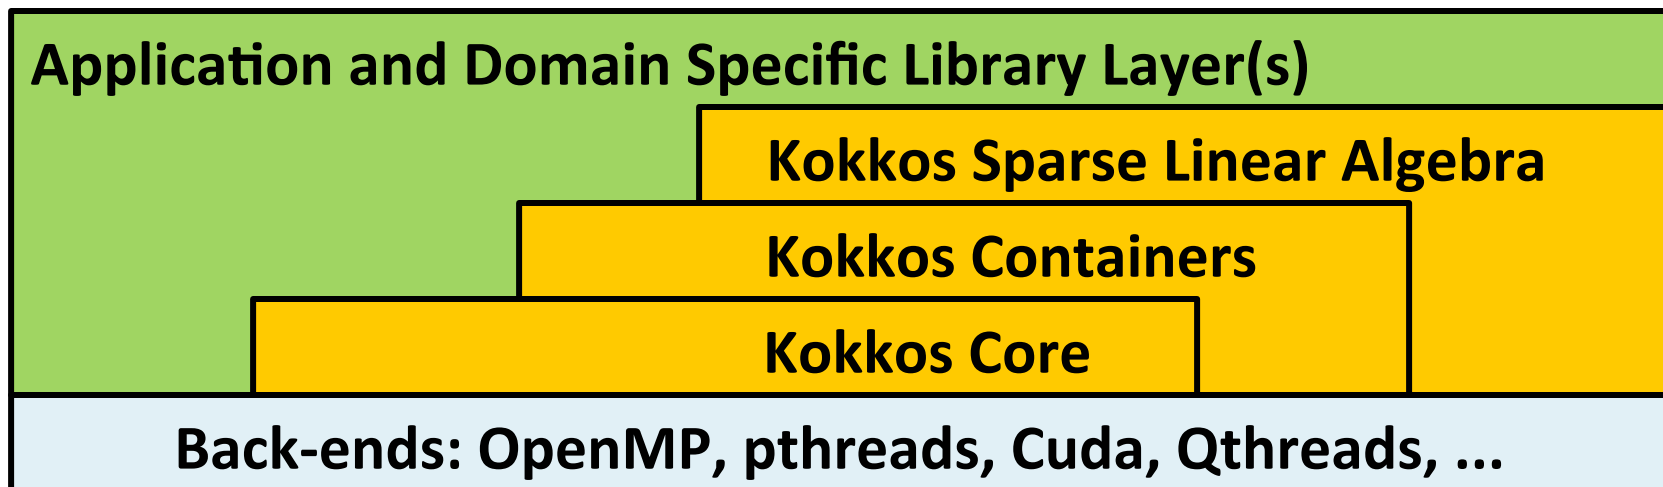 Application and Domain Specific Library Layer(s)
Kokkos Sparse Linear Algebra
Kokkos Containers
Kokkos Core
Back-ends: OpenMP, pthreads, Cuda, Qthreads, ...